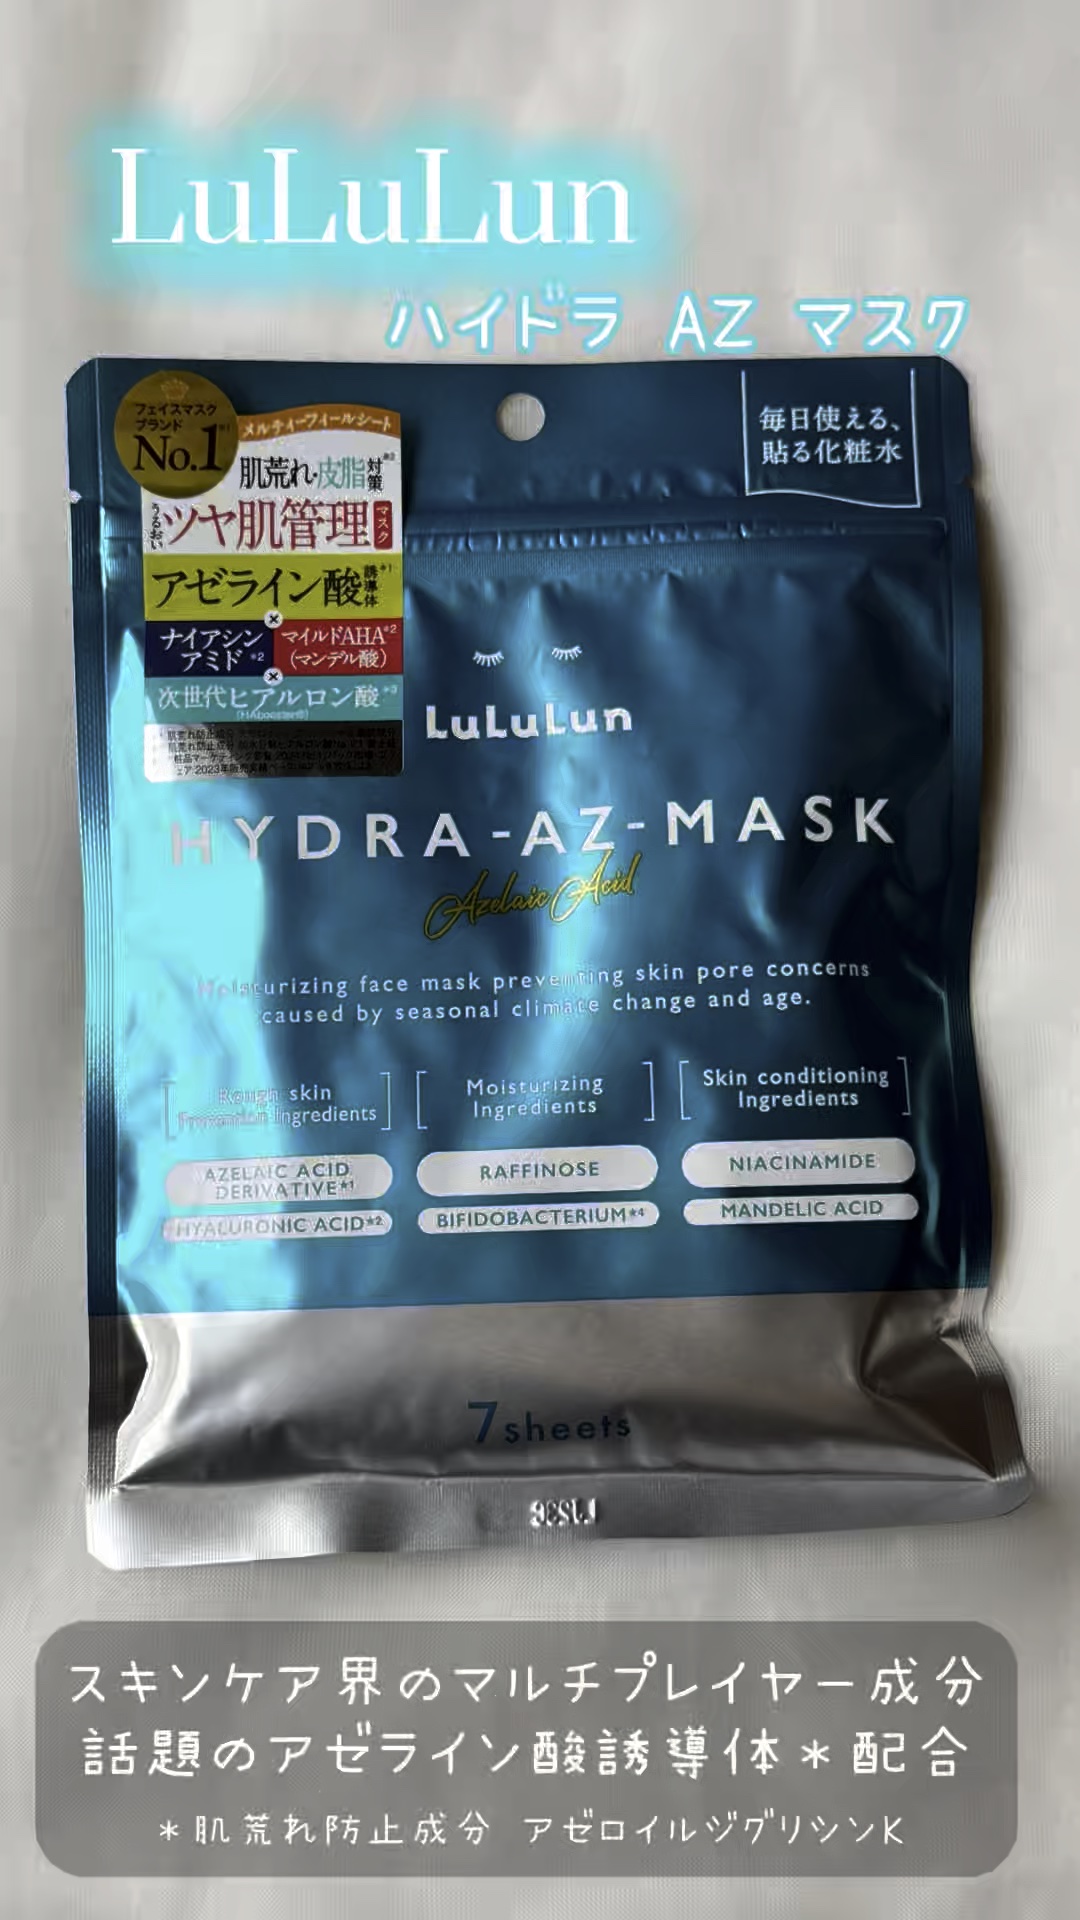 LuLuLun
ハイドラ AZ マスク
フェイスマスク
ブランド
No.1
メルティーフィールシート
肌荒れ・皮脂対策
うるおい
ツヤ肌管理
マスク
アゼライン酸誘導体*1
×
ナイアシン
アミド*2
マイルドAHA*2
(マンデル酸)
×
次世代ヒアルロン酸*3
毎日使える、
貼る化粧水
LuLuLun
HYDRA-AZ-MASK
Azelaic Acid
Moisturizing face mask preventing skin pore concerns
caused by seasonal climate change and age.
Rough skin
Prevention Ingredients
AZELAIC ACID
DERIVATIVE*1
HYALURONIC ACID*2
Moisturizing
Ingredients
RAFFINOSE
BIFIDOBACTERIUM*4
Skin conditioning
Ingredients
NIACINAMIDE
MANDELIC ACID
7sheets
スキンケア界のマルチプレイヤー成分
話題のアゼライン酸誘導体＊配合
＊肌荒れ防止成分 アゼロイルジグリシンK